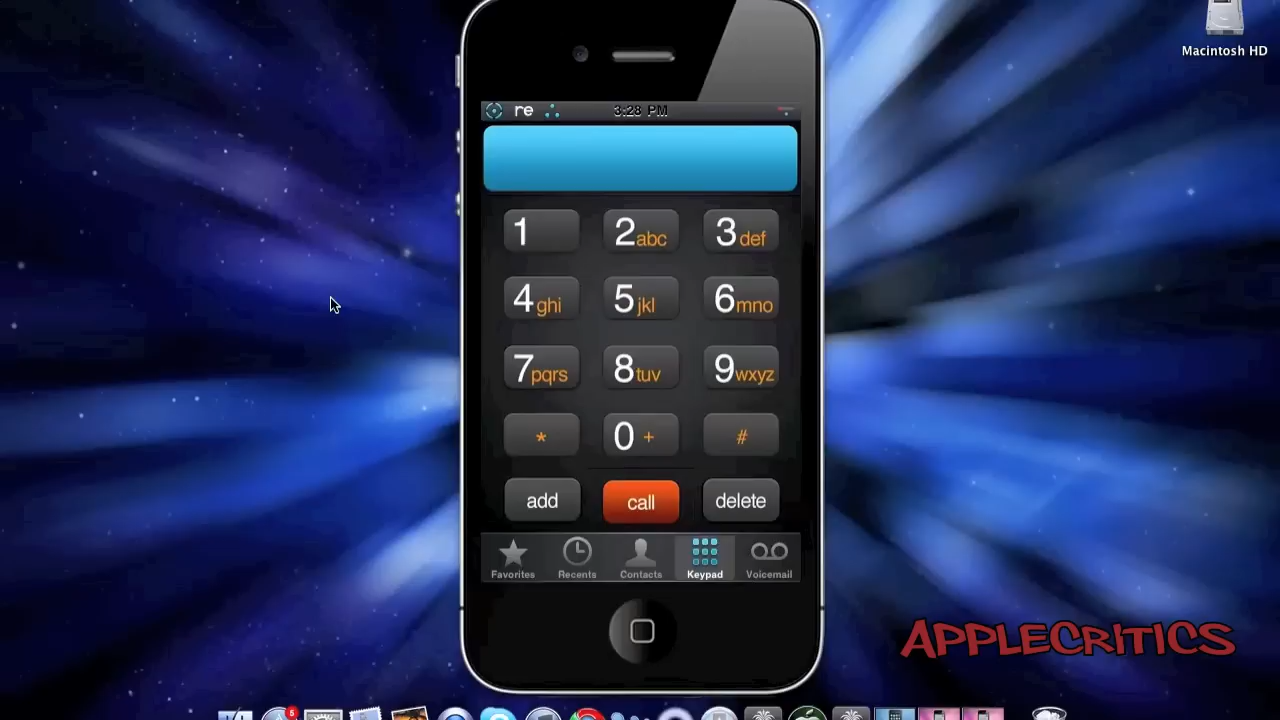 Macintosh HD
re 3:28 PM
1 2abc 3def
4ghi 5jkl 6mno
7pqrs 8tuv 9wxyz
* 0+ #
add call delete
Favorites Recents Contacts Keypad Voicemail
APPLECRITICS
5